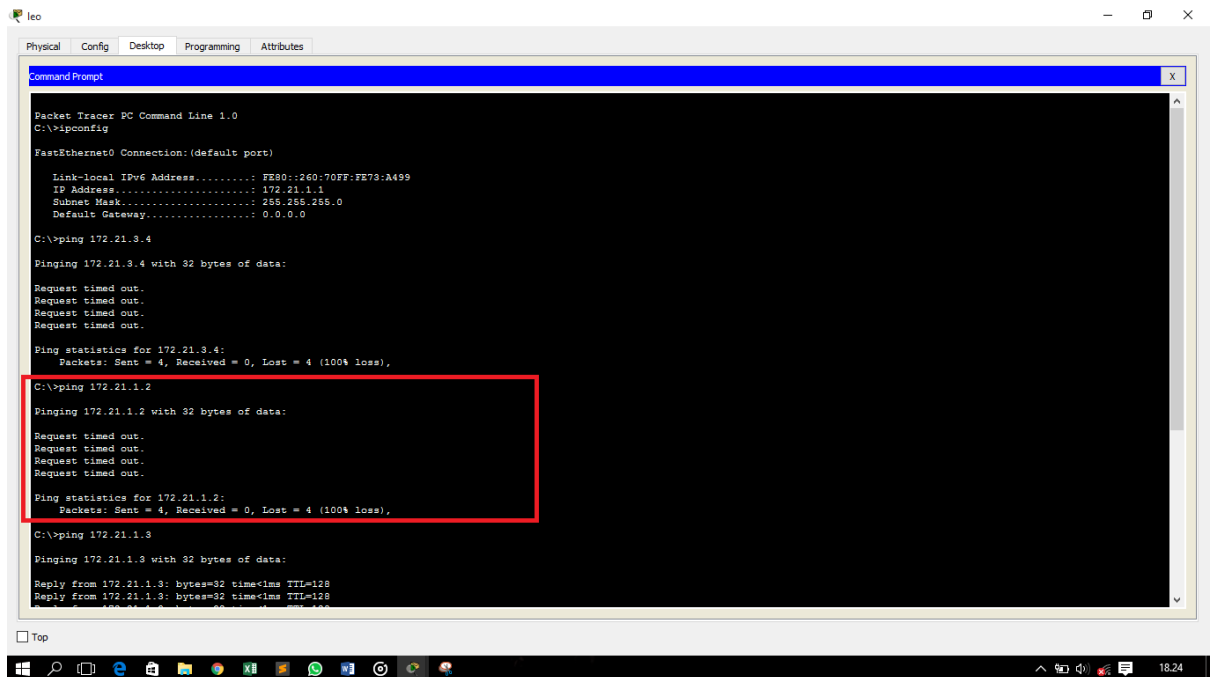 leo
Physical Config Desktop Programming Attributes
Command Prompt X
Packet Tracer PC Command Line 1.0
C:\>ipconfig
FastEthernet0 Connection:(default port)
Link-local IPv6 Address.........: FE80::260:70FF:FE73:A499
IP Address......................: 172.21.1.1
Subnet Mask.....................: 255.255.255.0
Default Gateway.................: 0.0.0.0
C:\>ping 172.21.3.4
Pinging 172.21.3.4 with 32 bytes of data:
Request timed out.
Request timed out.
Request timed out.
Request timed out.
Ping statistics for 172.21.3.4:
Packets: Sent = 4, Received = 0, Lost = 4 (100% loss),
C:\>ping 172.21.1.2
Pinging 172.21.1.2 with 32 bytes of data:
Request timed out.
Request timed out.
Request timed out.
Request timed out.
Ping statistics for 172.21.1.2:
Packets: Sent = 4, Received = 0, Lost = 4 (100% loss),
C:\>ping 172.21.1.3
Pinging 172.21.1.3 with 32 bytes of data:
Reply from 172.21.1.3: bytes=32 time<1ms TTL=128
Reply from 172.21.1.3: bytes=32 time<1ms TTL=128
Top
18.24